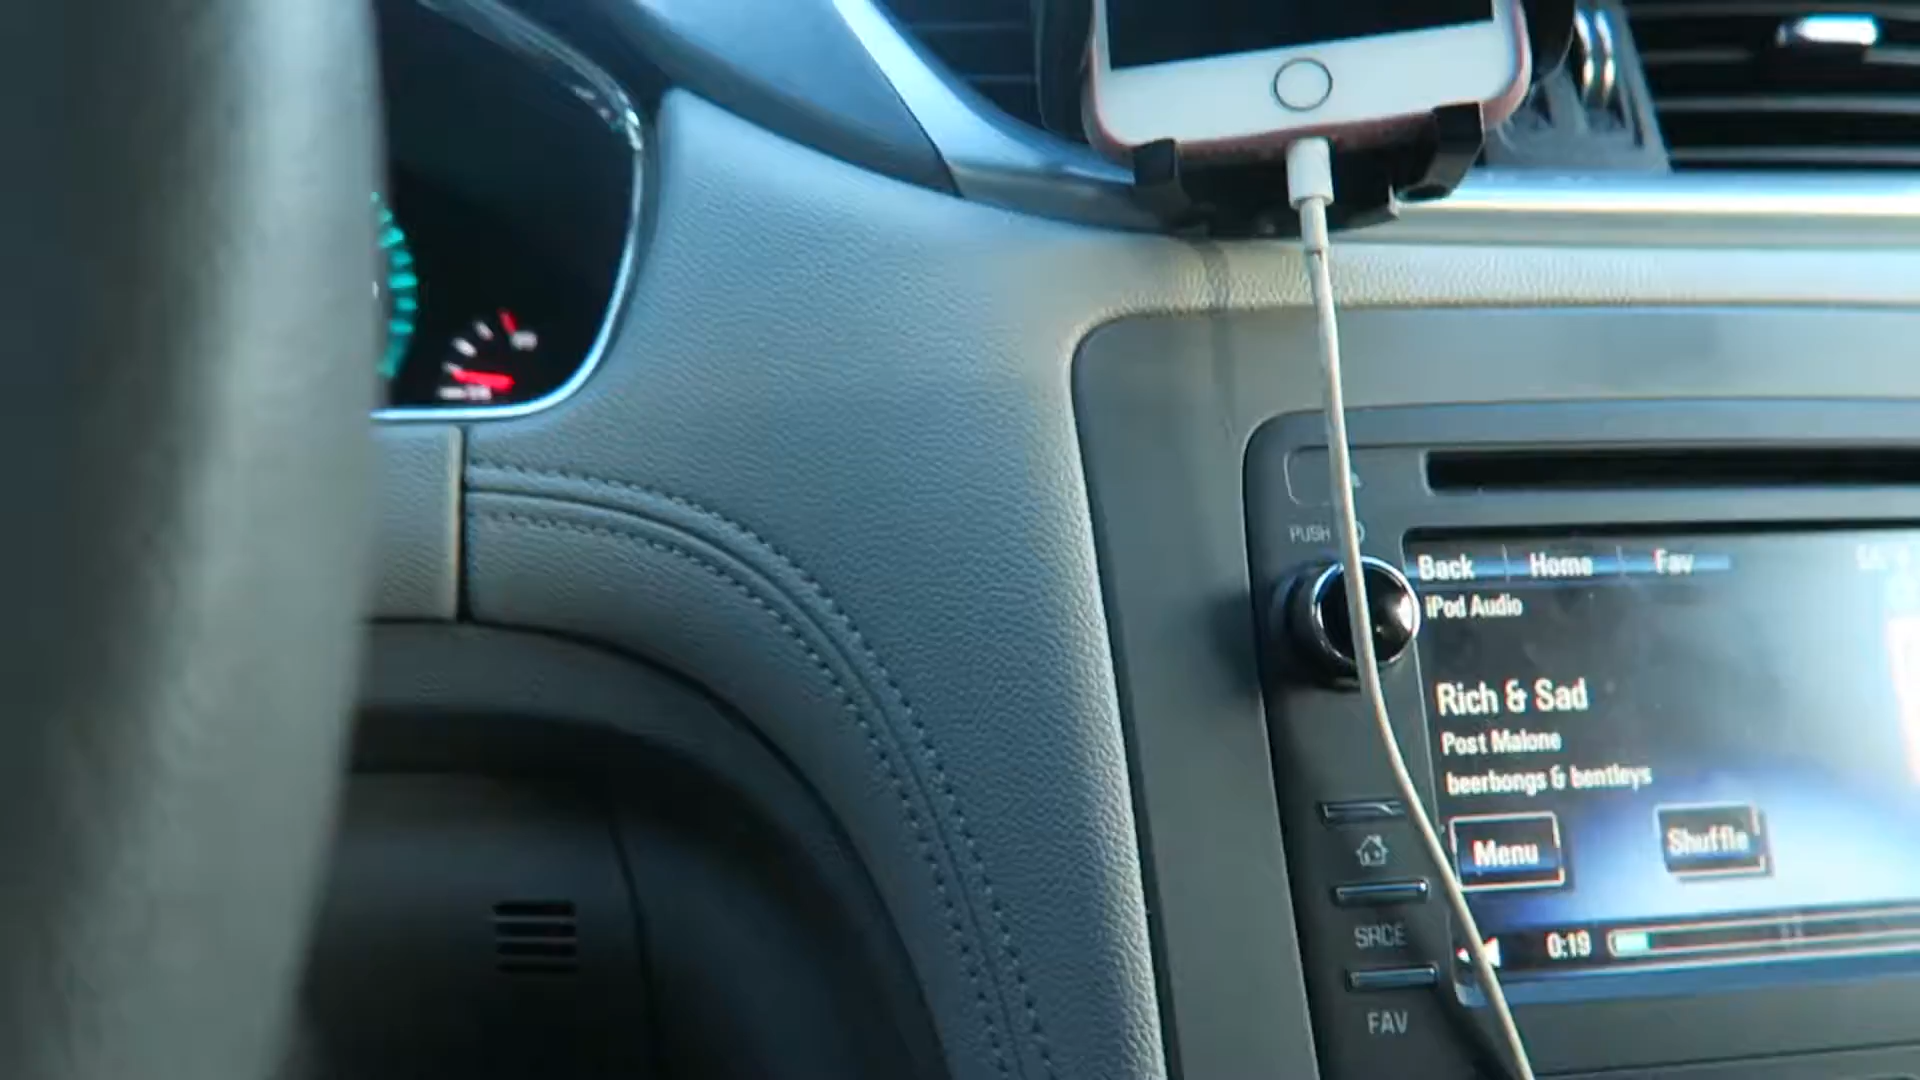 PUSH
Back Home Fav
iPod Audio
Rich & Sad
Post Malone
beerbongs & bentleys
Menu Shuffle
0:19
SRCE
FAV